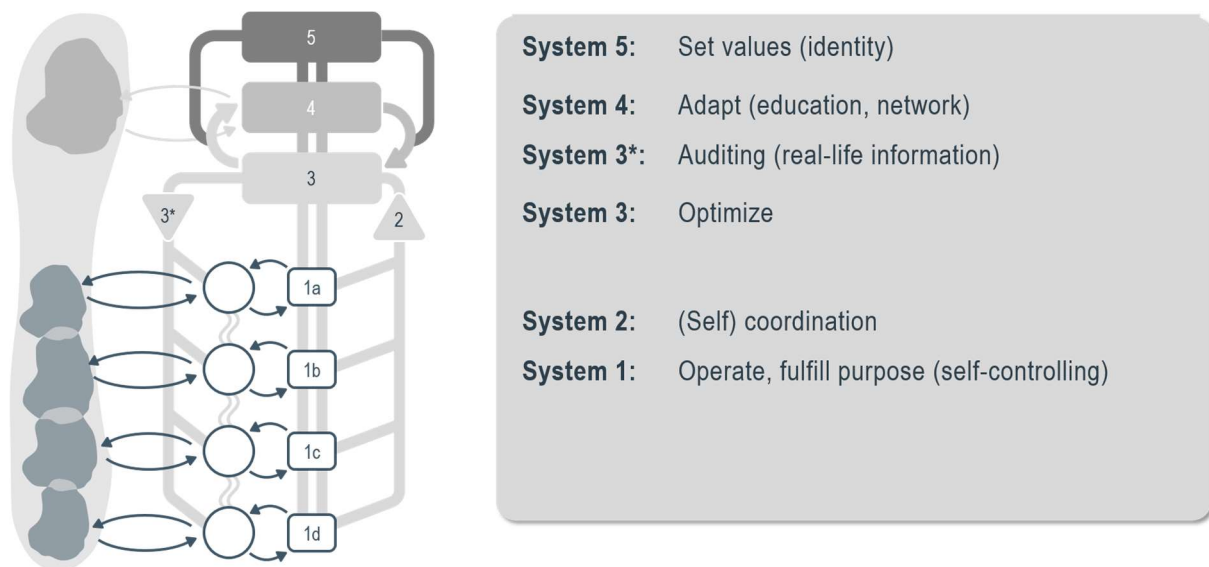 5
4
3
3*
2
1a
1b
1c
1d
System 5: Set values (identity)
System 4: Adapt (education, network)
System 3*: Auditing (real-life information)
System 3: Optimize
System 2: (Self) coordination
System 1: Operate, fulfill purpose (self-controlling)